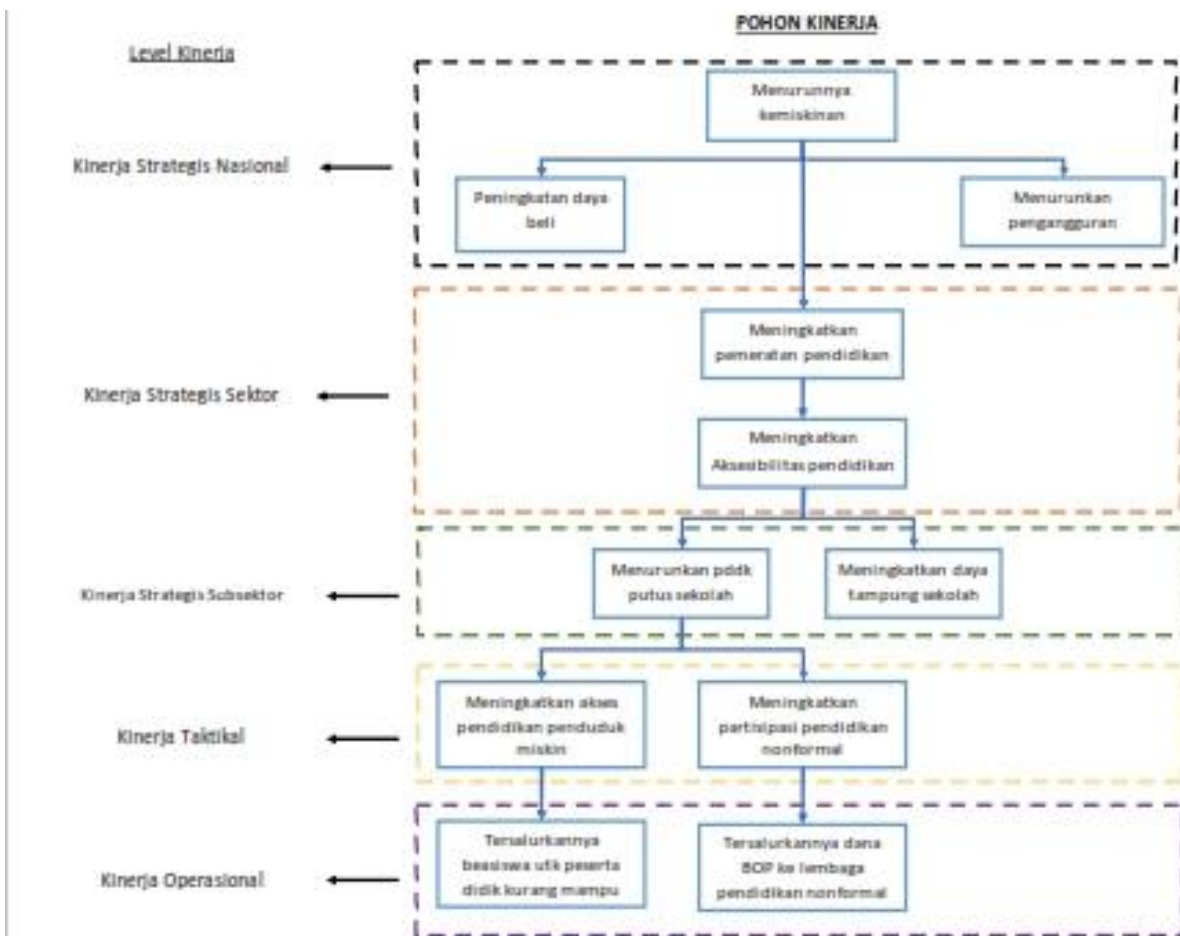 POHON KINERJA
Level Kinerja
Menurunnya
kemiskinan
Kinerja Strategis Nasional
Peningkatan daya
beli
Menurunkan
pengangguran
Meningkatkan
pemeratan pendidikan
Kinerja Strategis Sektor
Meningkatkan
Aksesibilitas pendidikan
Kinerja Strategis Subsektor
Menurunkan pddk
putus sekolah
Meningkatkan daya
tampung sekolah
Kinerja Taktikal
Meningkatkan akses
pendidikan penduduk
miskin
Meningkatkan
partisipasi pendidikan
nonformal
Kinerja Operasional
Tersalurkannya
beasiswa utk peserta
didik kurang mampu
Tersalurkannya dana
BOP ke lembaga
pendidikan nonformal